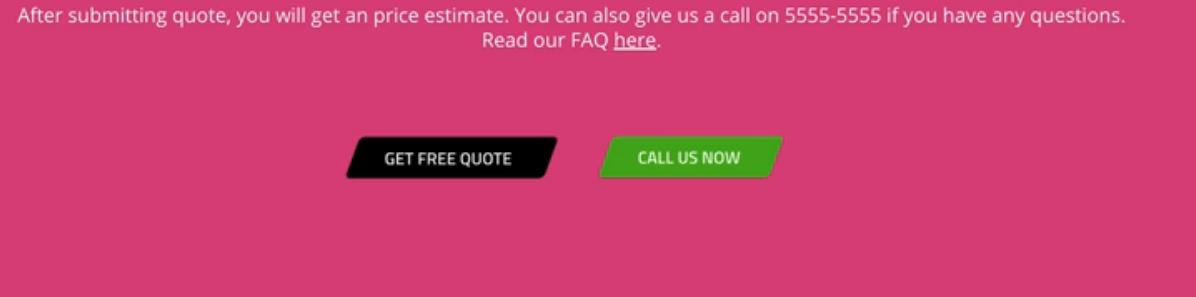 After submitting quote, you will get an price estimate. You can also give us a call on 5555-5555 if you have any questions.
Read our FAQ here.
GET FREE QUOTE
CALL US NOW